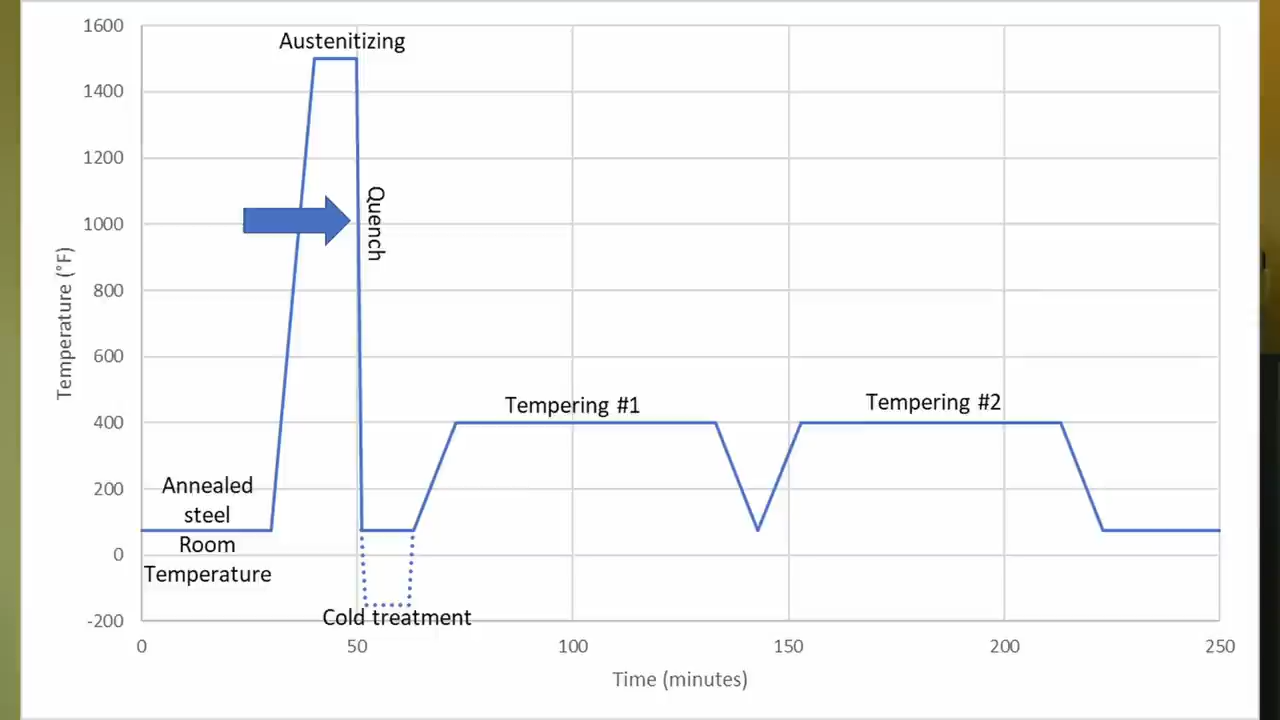 1600
Austenitizing
1400
1200
Quench
1000
Temperature (°F)
800
600
400
Tempering #1
Tempering #2
200
Annealed
steel
Room
Temperature
0
-200
Cold treatment
0
50
100
150
200
250
Time (minutes)